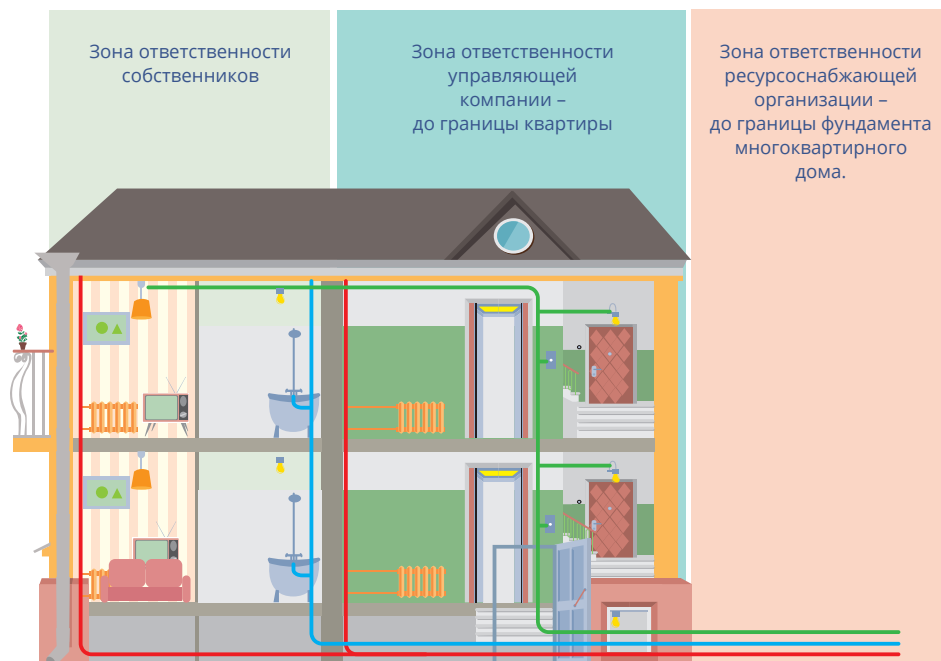 Зона ответственности
собственников
Зона ответственности
управляющей
компании –
до границы квартиры
Зона ответственности
ресурсоснабжающей
организации –
до границы фундамента
многоквартирного
дома.